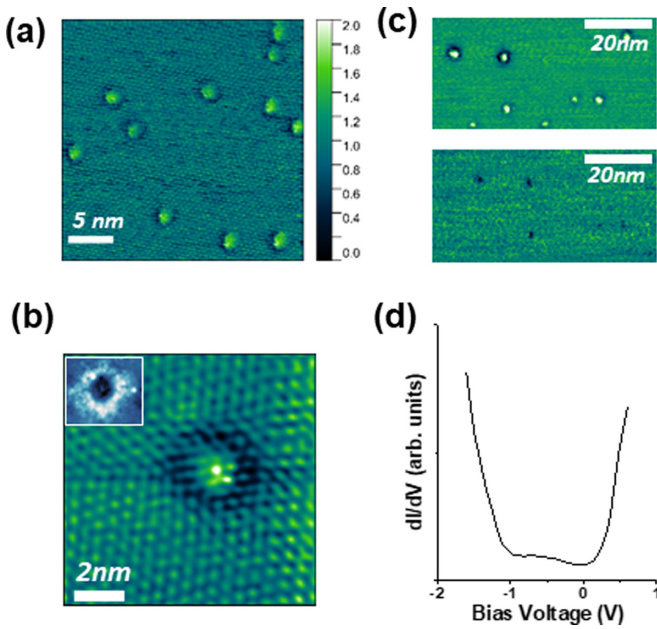 (a)
2.0
1.8
1.6
1.4
1.2
1.0
0.8
0.6
0.4
0.2
0.0
5 nm
(b)
2nm
(c)
20nm
20nm
(d)
dI/dV (arb. units)
-2 -1 0 1
Bias Voltage (V)